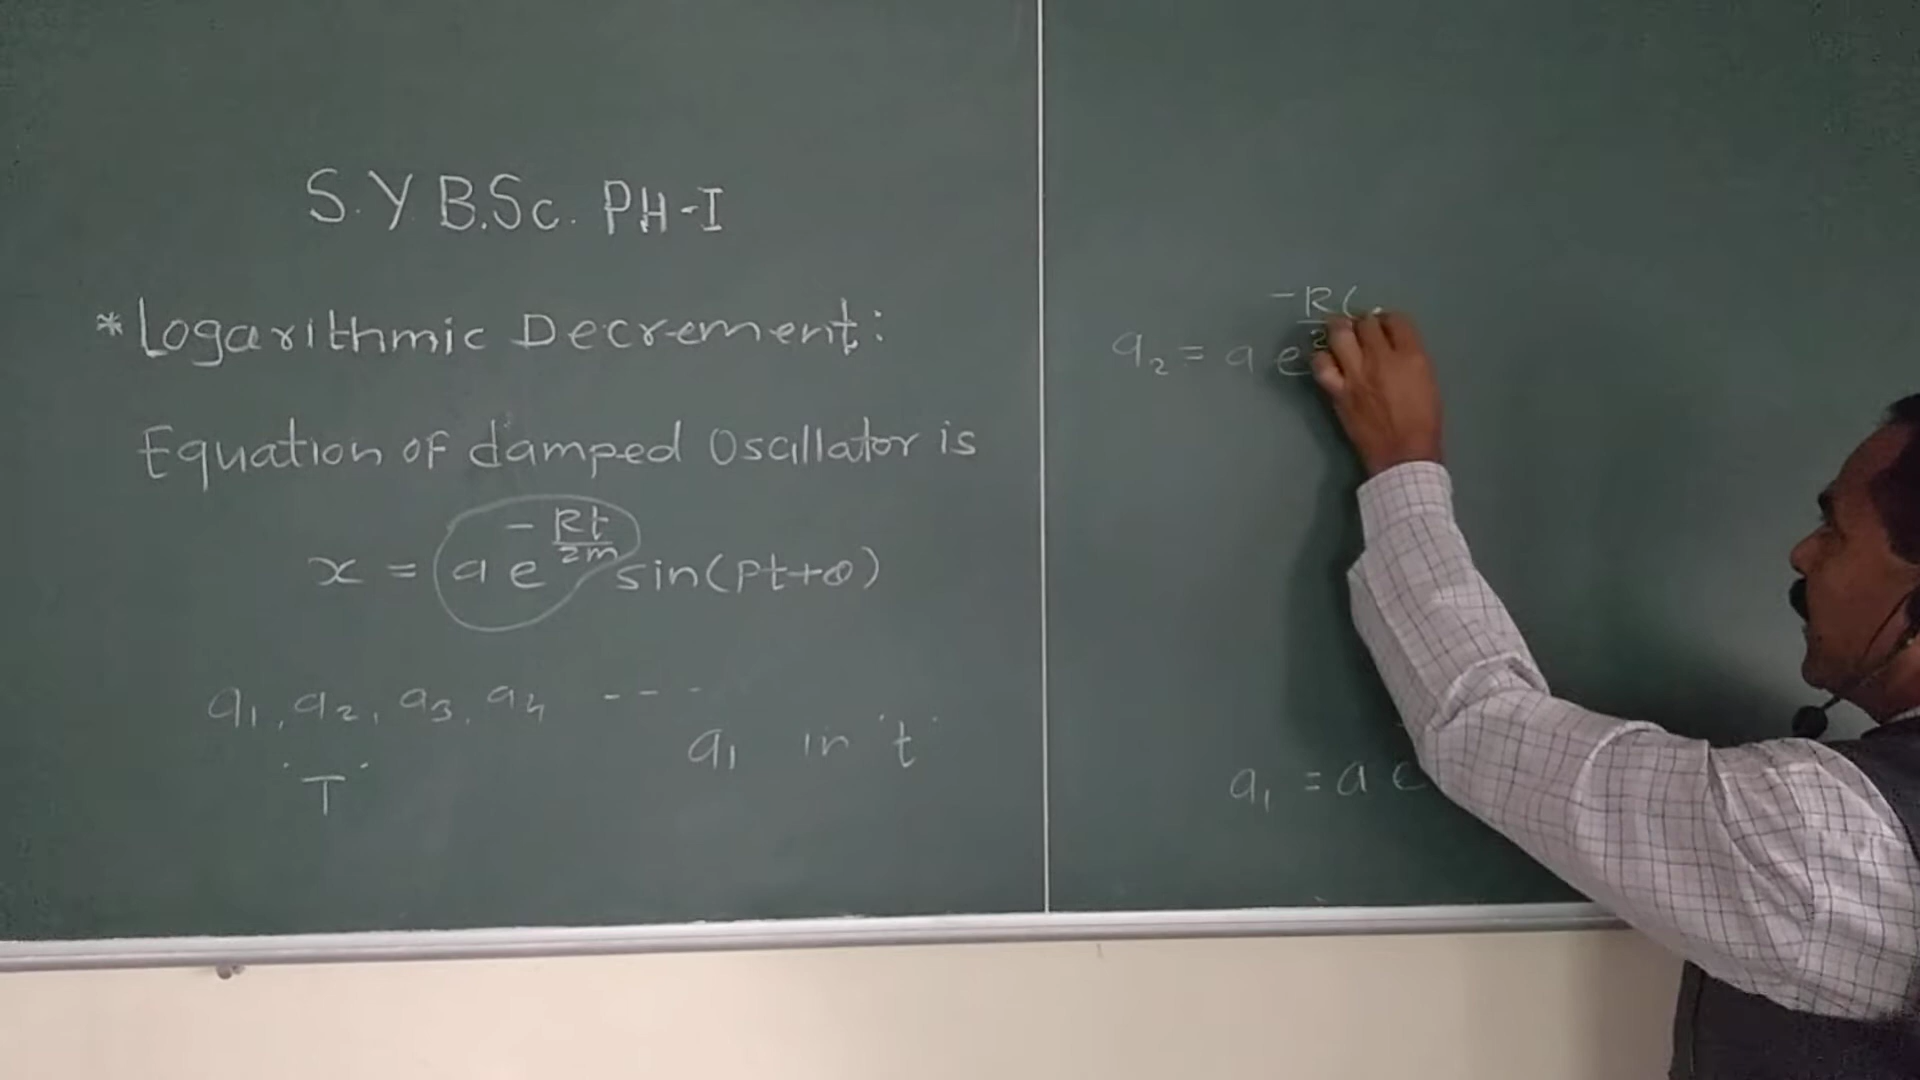 S.Y B.Sc. PH-I
*Logarithmic Decrement:
Equation of damped Oscillator is
x = a e^{-Rt/2m} sin(pt+θ)
a₁, a₂, a₃, a₄ ----
a₁ in 't'
'T'
a₂ = a e^{-R(/2
a₁ = a e